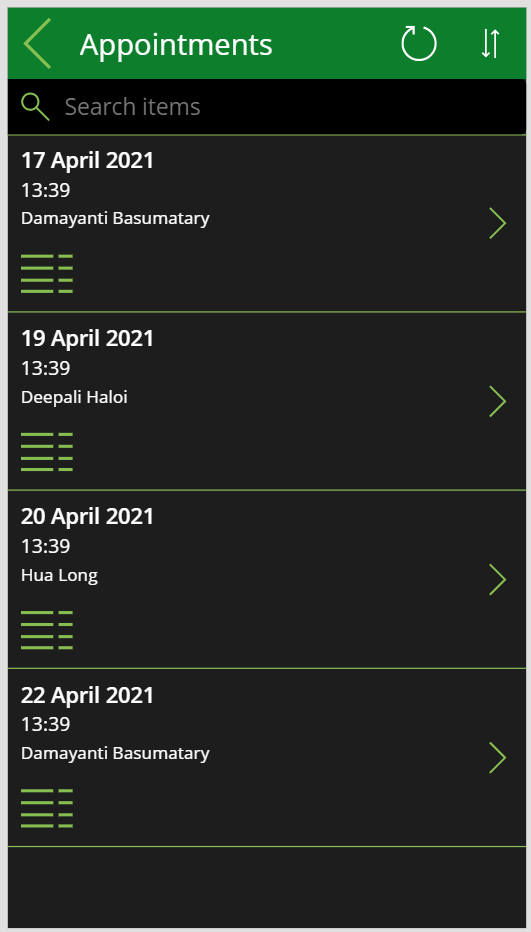 Appointments
Search items
17 April 2021
13:39
Damayanti Basumatary
19 April 2021
13:39
Deepali Haloi
20 April 2021
13:39
Hua Long
22 April 2021
13:39
Damayanti Basumatary